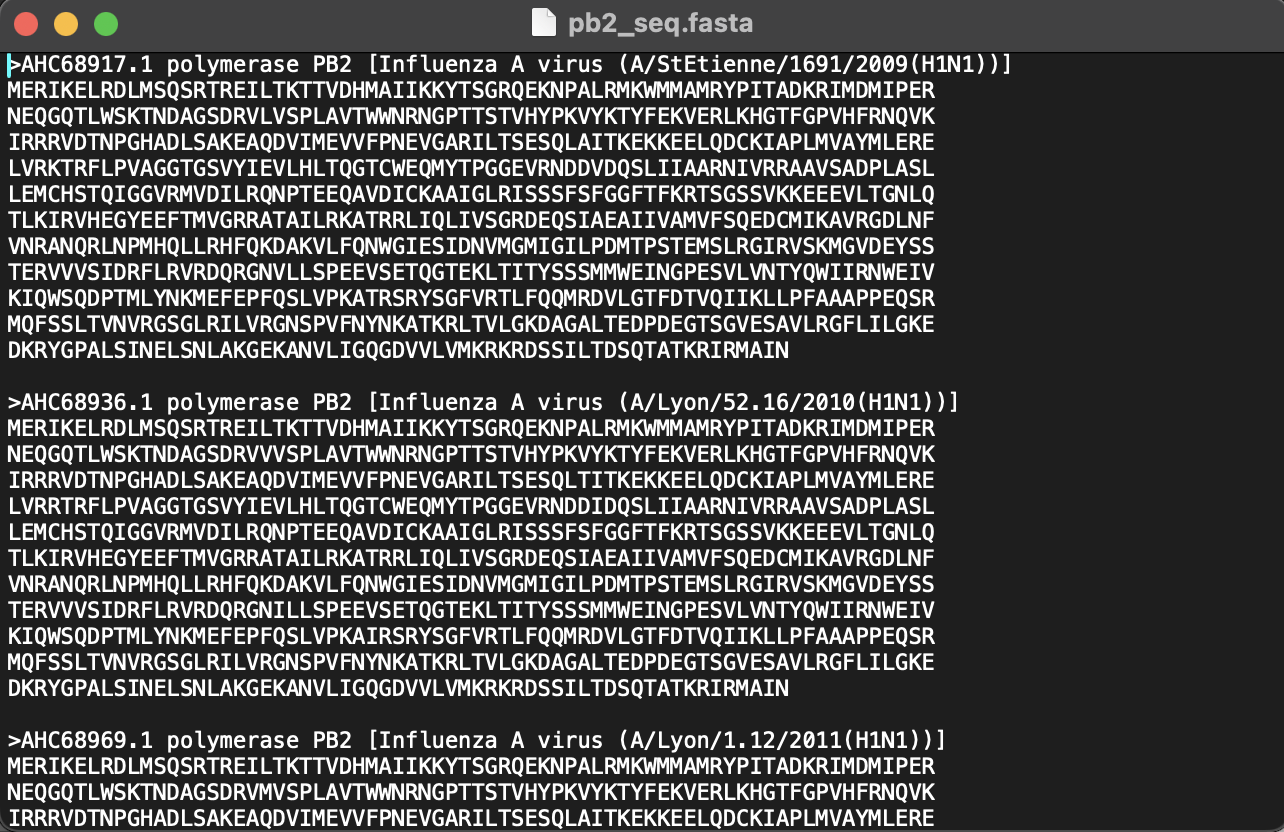 pb2_seq.fasta
>AHC68917.1 polymerase PB2 [Influenza A virus (A/StEtienne/1691/2009(H1N1))]
MERIKELRDLMSQSRTREILTKTTVDHMAIIKKYTSGRQEKNPALRMKWMMAMRYPITADKRIMDMIPER
NEQGQTLWSKTNDAGSDRVLVSPLAVTWWNRNGPTTSTVHYPKVYKTYFEKVERLKHGTFGPVHFRNQVK
IRRRVDTNPGHADLSAKEAQDVIMEVVFPNEVGARILTSESQLAITKEKKEELQDCKIAPLMVAYMLERE
LVRKTRFLPVAGGTGSVYIEVLHLTQGTCWEQMYTPGGEVRNDDVDQSLIIAARNIVRRAAVSADPLASL
LEMCHSTQIGGVRMVDILRQNPTEEQAVDICKAAIGLRISSSFSFGGFTFKRTSGSSVKKEEEVLTGNLQ
TLKIRVHEGYEEFTMVGRRATAILRKATRRLIQLIVSGRDEQSIAEAIIVAMVFSQEDCMIKAVRGDLNF
VNRANQRLNPMHQLLRHFQKDAKVLFQNWGIESIDNVMGMIGILPDMTPSTEMSLRGIRVSKMGVDEYSS
TERVVVSIDRFLRVRDQRGNVLLSPEEVSETQGTEKLTITYSSSMMWEINGPESVLVNTYQWIIRNWEIV
KIQWSQDPTMLYNKMEFEPFQSLVPKATRSRYSGFVRTLFQQMRDVLGTFDTVQIIKLLPFAAAPPEQSR
MQFSSLTVNVRGSGLRILVRGNSPVFNYNKATKRLTVLGKDAGALTEDPDEGTSGVESAVLRGFLILGKE
DKRYGPALSINELSNLAKGEKANVLIGQGDVVLVMKRKRDSSILTDSQTATKRIRMAIN
>AHC68936.1 polymerase PB2 [Influenza A virus (A/Lyon/52.16/2010(H1N1))]
MERIKELRDLMSQSRTREILTKTTVDHMAIIKKYTSGRQEKNPALRMKWMMAMRYPITADKRIMDMIPER
NEQGQTLWSKTNDAGSDRVVVSPLAVTWWNRNGPTTSTVHYPKVYKTYFEKVERLKHGTFGPVHFRNQVK
IRRRVDTNPGHADLSAKEAQDVIMEVVFPNEVGARILTSESQLTITKEKKEELQDCKIAPLMVAYMLERE
LVRRTRFLPVAGGTGSVYIEVLHLTQGTCWEQMYTPGGEVRNDDIDQSLIIAARNIVRRAAVSADPLASL
LEMCHSTQIGGVRMVDILRQNPTEEQAVDICKAAIGLRISSSFSFGGFTFKRTSGSSVKKEEEVLTGNLQ
TLKIRVHEGYEEFTMVGRRATAILRKATRRLIQLIVSGRDEQSIAEAIIVAMVFSQEDCMIKAVRGDLNF
VNRANQRLNPMHQLLRHFQKDAKVLFQNWGIESIDNVMGMIGILPDMTPSTEMSLRGIRVSKMGVDEYSS
TERVVVSIDRFLRVRDQRGNILLSPEEVSETQGTEKLTITYSSSMMWEINGPESVLVNTYQWIIRNWEIV
KIQWSQDPTMLYNKMEFEPFQSLVPKAIRSRYSGFVRTLFQQMRDVLGTFDTVQIIKLLPFAAAPPEQSR
MQFSSLTVNVRGSGLRILVRGNSPVFNYNKATKRLTVLGKDAGALTEDPDEGTSGVESAVLRGFLILGKE
DKRYGPALSINELSNLAKGEKANVLIGQGDVVLVMKRKRDSSILTDSQTATKRIRMAIN
>AHC68969.1 polymerase PB2 [Influenza A virus (A/Lyon/1.12/2011(H1N1))]
MERIKELRDLMSQSRTREILTKTTVDHMAIIKKYTSGRQEKNPALRMKWMMAMRYPITADKRIMDMIPER
NEQGQTLWSKTNDAGSDRVMVSPLAVTWWNRNGPTTSTVHYPKVYKTYFEKVERLKHGTFGPVHFRNQVK
IRRRVDTNPGHADLSAKEAQDVIMEVVFPNEVGARILTSESQLAITKEKKEELQDCKIAPLMVAYMLERE